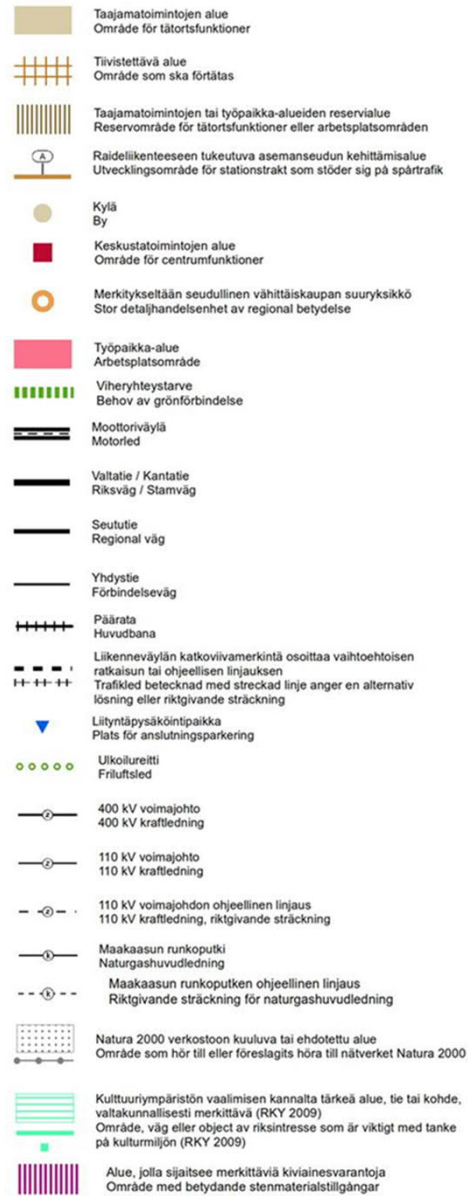 Taajamatoimintojen alue
Område för tätortsfunktioner
Tiivistettävä alue
Område som ska förtätas
Taajamatoimintojen tai työpaikka-alueiden reservialue
Reservområde för tätortsfunktioner eller arbetsplatsområden
A
Raideliikenteeseen tukeutuva asemanseudun kehittämisalue
Utvecklingsområde för stationstrakt som stöder sig på spårtrafik
Kylä
By
Keskustatoimintojen alue
Område för centrumfunktioner
Merkitykseltään seudullinen vähittäiskaupan suuryksikkö
Stor detaljhandelsenhet av regional betydelse
Työpaikka-alue
Arbetsplatsområde
Viheryhteystarve
Behov av grönförbindelse
Moottoriväylä
Motorled
Valtatie / Kantatie
Riksväg / Stamväg
Seututie
Regional väg
Yhdystie
Förbindelseväg
Päärata
Huvudbana
Liikenneväylän katkoviivamerkintä osoittaa vaihtoehtoisen
ratkaisun tai ohjeellisen linjauksen
Trafikled betecknad med streckad linje anger en alternativ
lösning eller riktgivande sträckning
Liityntäpysäköintipaikka
Plats för anslutningsparkering
Ulkoilureitti
Friluftsled
z
400 kV voimajohto
400 kV kraftledning
z
110 kV voimajohto
110 kV kraftledning
z
110 kV voimajohdon ohjeellinen linjaus
110 kV kraftledning, riktgivande sträckning
k
Maakaasun runkoputki
Naturgashuvudledning
k
Maakaasun runkoputken ohjeellinen linjaus
Riktgivande sträckning för naturgashuvudledning
Natura 2000 verkostoon kuuluva tai ehdotettu alue
Område som hör till eller föreslagits höra till nätverket Natura 2000
Kulttuuriympäristön vaalimisen kannalta tärkeä alue, tie tai kohde,
valtakunnallisesti merkittävä (RKY 2009)
Område, väg eller object av riksintresse som är viktigt med tanke
på kulturmiljön (RKY 2009)
Alue, jolla sijaitsee merkittäviä kiviainesvarantoja
Område med betydande stenmaterialstillgångar